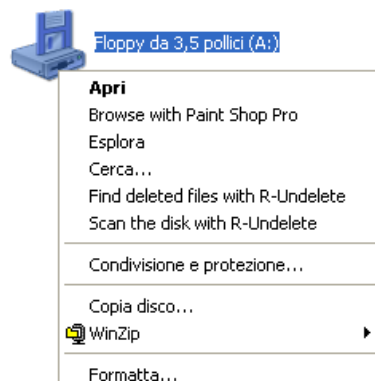 Floppy da 3,5 pollici (A:)
Apri
Browse with Paint Shop Pro
Esplora
Cerca...
Find deleted files with R-Undelete
Scan the disk with R-Undelete
Condivisione e protezione...
Copia disco...
WinZip
Formatta...